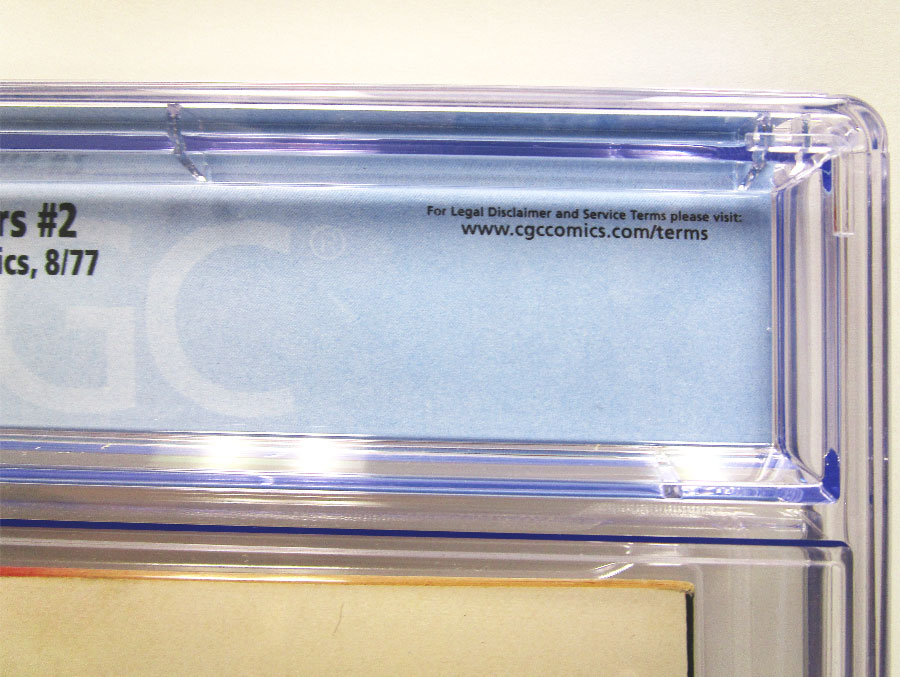 rs #2
ics, 8/77
For Legal Disclaimer and Service Terms please visit:
www.cgccomics.com/terms
GC®